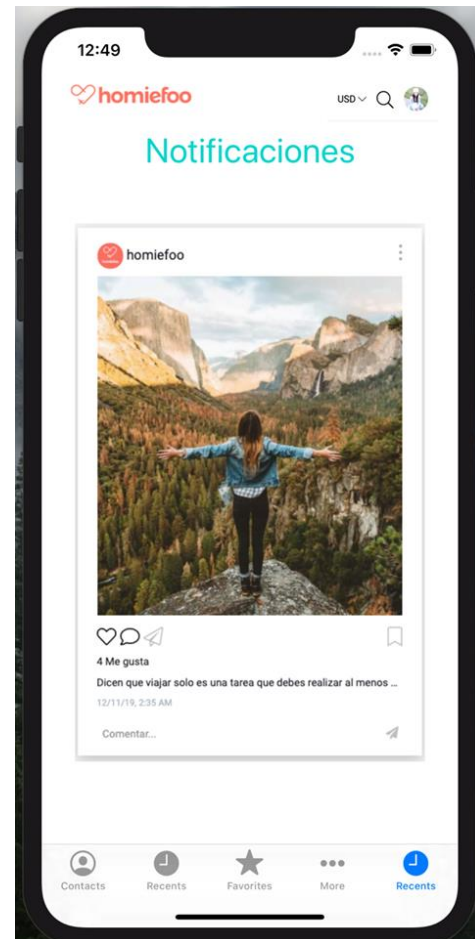 12:49
homiefoo
USD
Notificaciones
homiefoo
4 Me gusta
Dicen que viajar solo es una tarea que debes realizar al menos ...
12/11/19, 2:35 AM
Comentar...
Contacts Recents Favorites More Recents